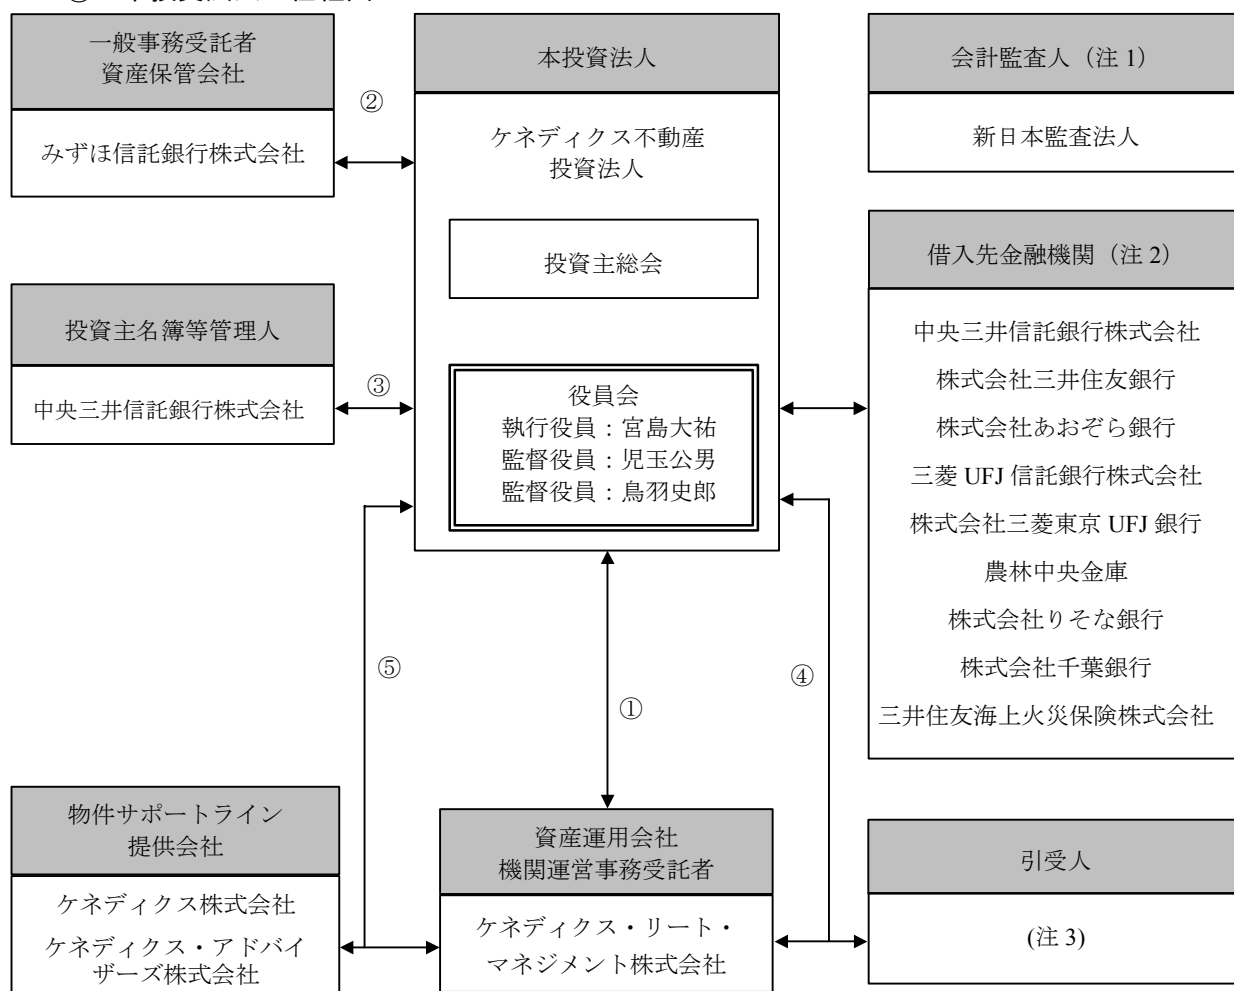 一般事務受託者
資産保管会社
みずほ信託銀行株式会社
②
本投資法人
ケネディクス不動産
投資法人
投資主総会
役員会
執行役員：宮島大祐
監督役員：児玉公男
監督役員：鳥羽史郎
会計監査人（注 1）
新日本監査法人
投資主名簿等管理人
中央三井信託銀行株式会社
③
借入先金融機関（注 2）
中央三井信託銀行株式会社
株式会社三井住友銀行
株式会社あおぞら銀行
三菱 UFJ 信託銀行株式会社
株式会社三菱東京 UFJ 銀行
農林中央金庫
株式会社りそな銀行
株式会社千葉銀行
三井住友海上火災保険株式会社
⑤
①
④
物件サポートライン
提供会社
ケネディクス株式会社
ケネディクス・アドバイ
ザーズ株式会社
資産運用会社
機関運営事務受託者
ケネディクス・リート・
マネジメント株式会社
引受人
(注 3)